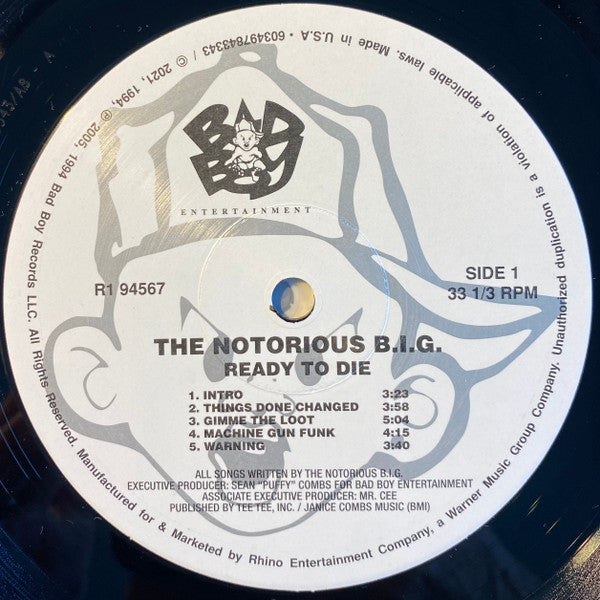 BAD
BOY
ENTERTAINMENT
R1 94567
SIDE 1
33 1/3 RPM
THE NOTORIOUS B.I.G.
READY TO DIE
1. INTRO 3:23
2. THINGS DONE CHANGED 3:58
3. GIMME THE LOOT 5:04
4. MACHINE GUN FUNK 4:15
5. WARNING 3:40
ALL SONGS WRITTEN BY THE NOTORIOUS B.I.G.
EXECUTIVE PRODUCER: SEAN "PUFFY" COMBS FOR BAD BOY ENTERTAINMENT
ASSOCIATE EXECUTIVE PRODUCER: MR. CEE
PUBLISHED BY TEE TEE, INC. / JANICE COMBS MUSIC (BMI)
© 2021, 1994, ℗ 2005, 1994 Bad Boy Records LLC. All Rights Reserved. Manufactured for & Marketed by Rhino Entertainment Company, a Warner Music Group Company. Unauthorized duplication is a violation of applicable laws. Made in U.S.A • 603497843343 /